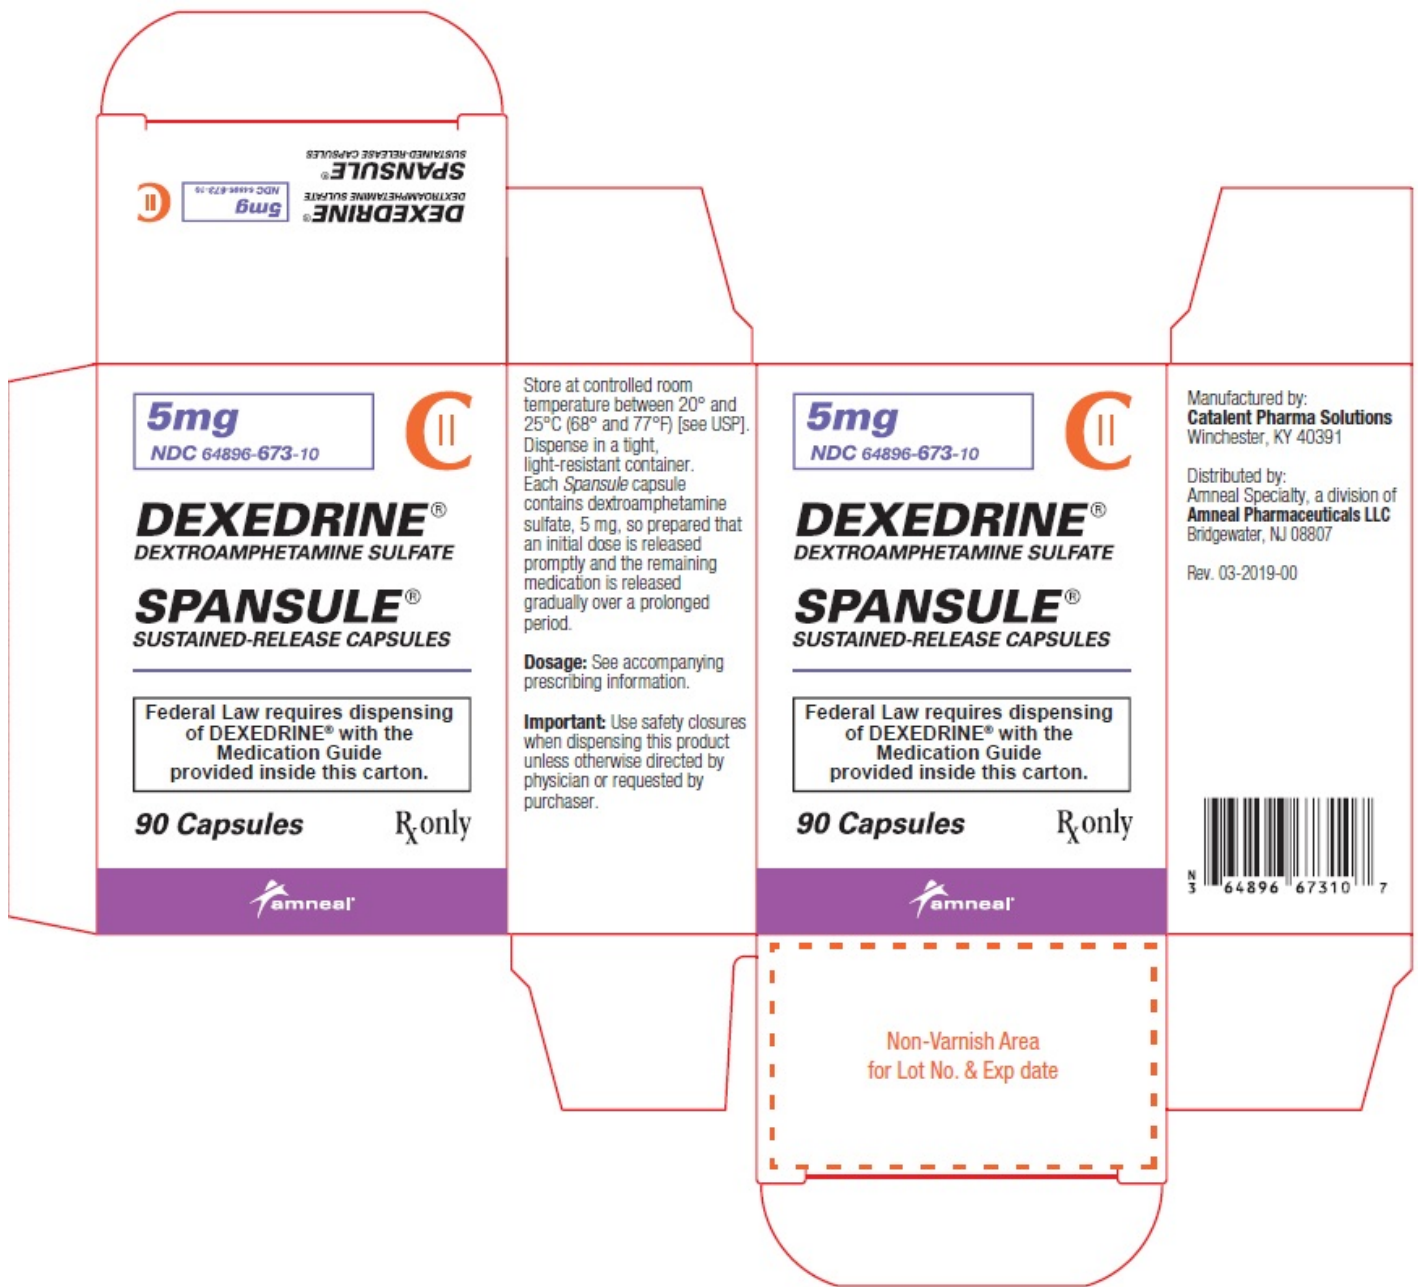 SUSTAINED-RELEASE CAPSULES
SPANSULE®
DEXTROAMPHETAMINE SULFATE
DEXEDRINE®
NDC 64896-673-10
5mg
CII
5mg
NDC 64896-673-10
CII
DEXEDRINE®
DEXTROAMPHETAMINE SULFATE
SPANSULE®
SUSTAINED-RELEASE CAPSULES
Federal Law requires dispensing
of DEXEDRINE® with the
Medication Guide
provided inside this carton.
90 Capsules
Rx only
amneal
Store at controlled room
temperature between 20° and
25°C (68° and 77°F) [see USP].
Dispense in a tight,
light-resistant container.
Each Spansule capsule
contains dextroamphetamine
sulfate, 5 mg, so prepared that
an initial dose is released
promptly and the remaining
medication is released
gradually over a prolonged
period.
Dosage: See accompanying
prescribing information.
Important: Use safety closures
when dispensing this product
unless otherwise directed by
physician or requested by
purchaser.
5mg
NDC 64896-673-10
CII
DEXEDRINE®
DEXTROAMPHETAMINE SULFATE
SPANSULE®
SUSTAINED-RELEASE CAPSULES
Federal Law requires dispensing
of DEXEDRINE® with the
Medication Guide
provided inside this carton.
90 Capsules
Rx only
amneal
Manufactured by:
Catalent Pharma Solutions
Winchester, KY 40391
Distributed by:
Amneal Specialty, a division of
Amneal Pharmaceuticals LLC
Bridgewater, NJ 08807
Rev. 03-2019-00
N
3 64896 67310 7
Non-Varnish Area
for Lot No. & Exp date